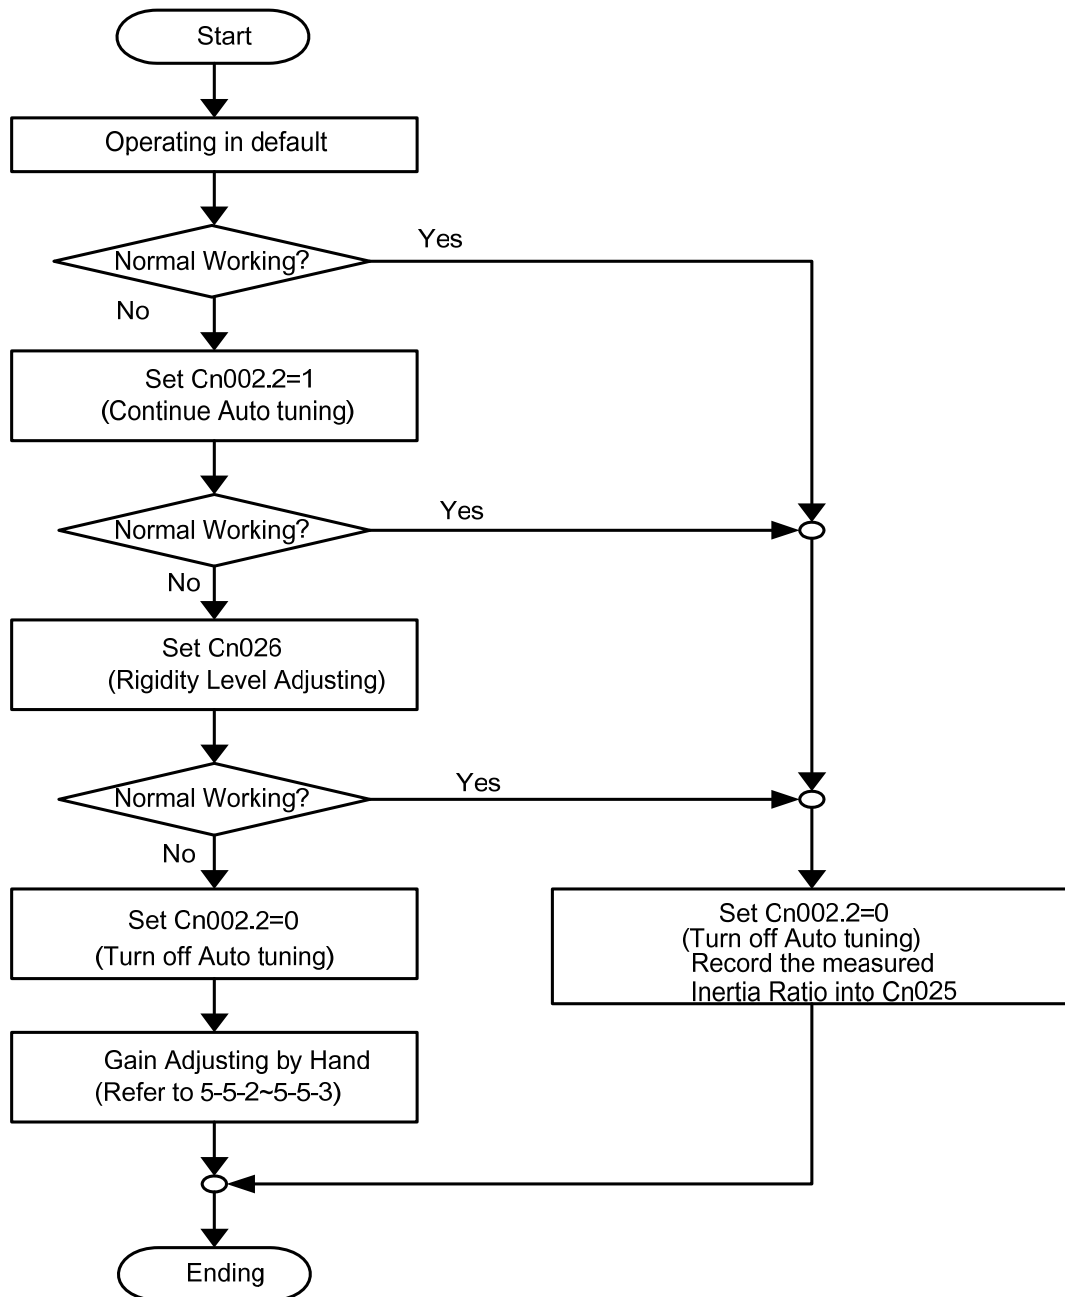 Start
Operating in default
Normal Working?
Yes
No
Set Cn002.2=1
(Continue Auto tuning)
Normal Working?
Yes
No
Set Cn026
(Rigidity Level Adjusting)
Normal Working?
Yes
No
Set Cn002.2=0
(Turn off Auto tuning)
Set Cn002.2=0
(Turn off Auto tuning)
Record the measured
Inertia Ratio into Cn025
Gain Adjusting by Hand
(Refer to 5-5-2~5-5-3)
Ending